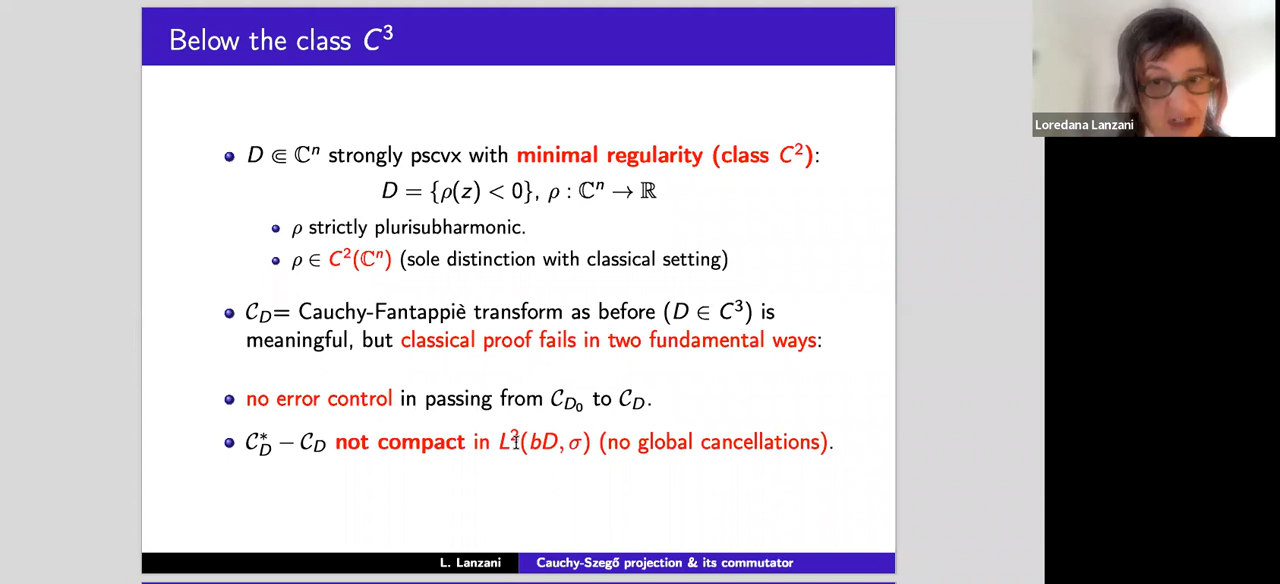 Below the class C³
D ⋐ ℂⁿ strongly pscvx with minimal regularity (class C²):
D = {ρ(z) < 0}, ρ : ℂⁿ → ℝ
ρ strictly plurisubharmonic.
ρ ∈ C²(ℂⁿ) (sole distinction with classical setting)
𝒞_D = Cauchy-Fantappiè transform as before (D ∈ C³) is
meaningful, but classical proof fails in two fundamental ways:
no error control in passing from 𝒞_{D₀} to 𝒞_D.
𝒞*_D − 𝒞_D not compact in L²(bD, σ) (no global cancellations).
L. Lanzani
Cauchy-Szegő projection & its commutator
Loredana Lanzani